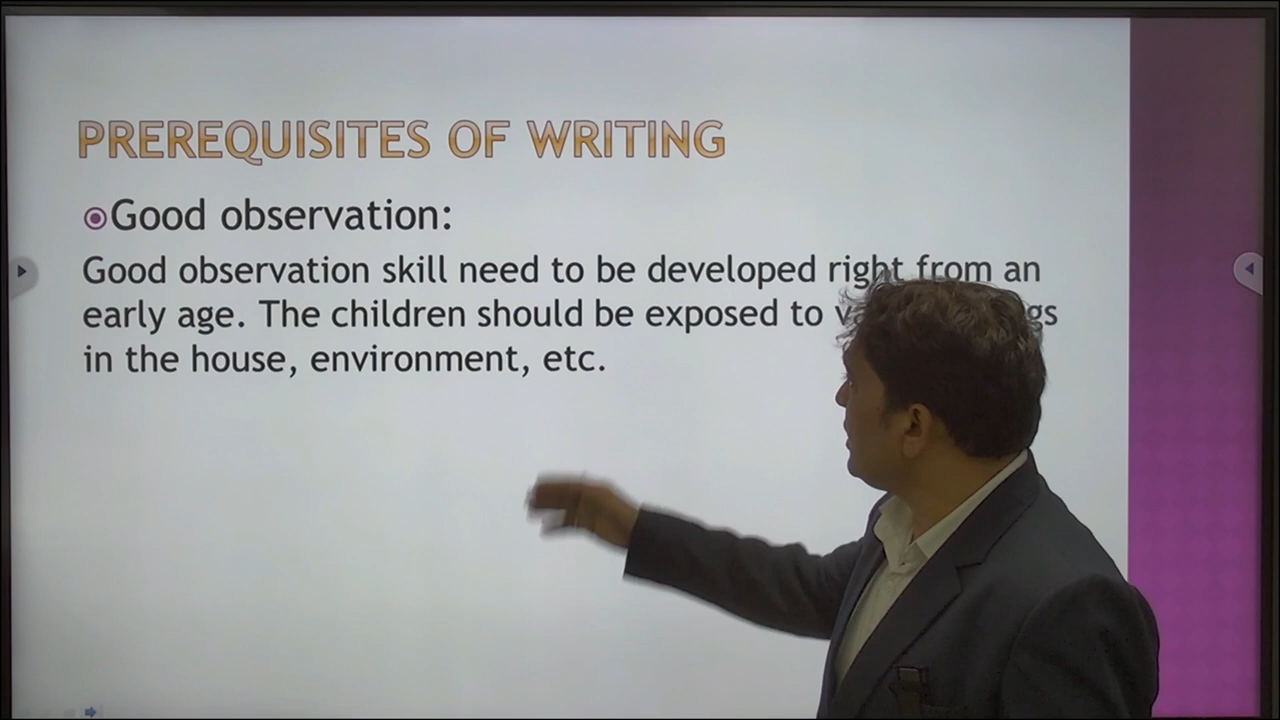 PREREQUISITES OF WRITING
Good observation:
Good observation skill need to be developed right from an
early age. The children should be exposed to
in the house, environment, etc.